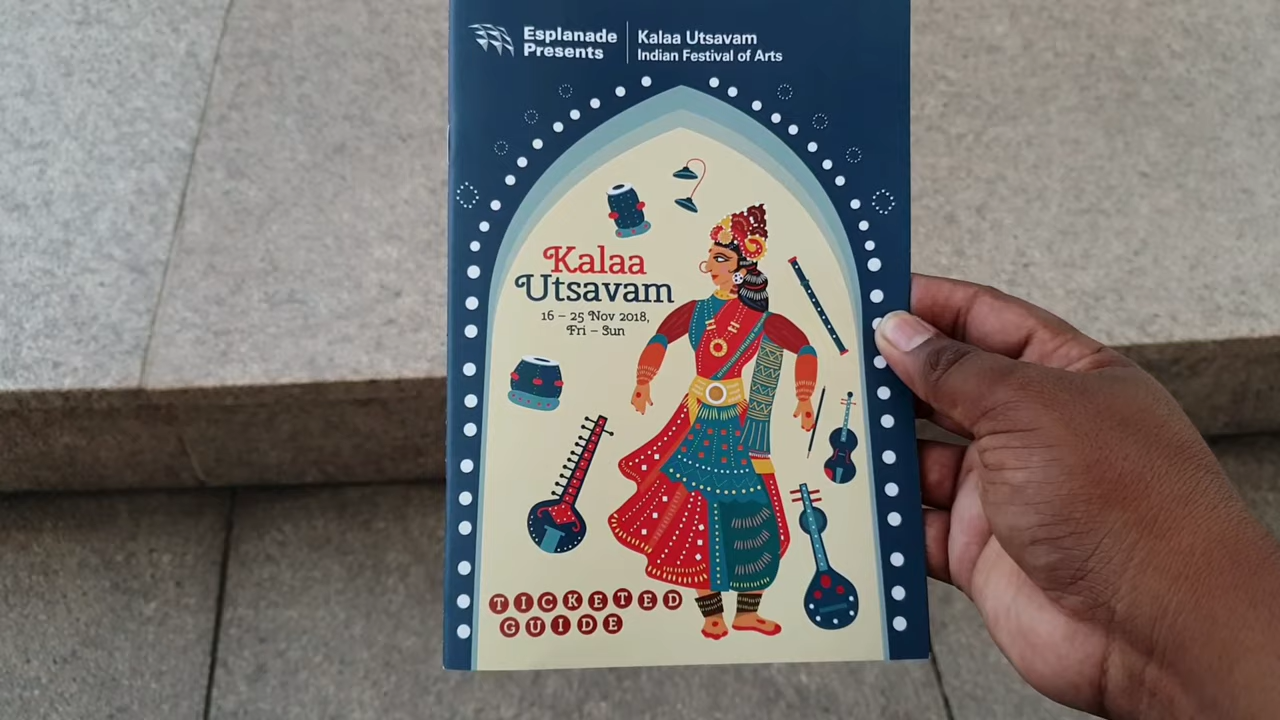 Esplanade
Presents
Kalaa Utsavam
Indian Festival of Arts
Kalaa
Utsavam
16 – 25 Nov 2018,
Fri – Sun
TICKETED
GUIDE